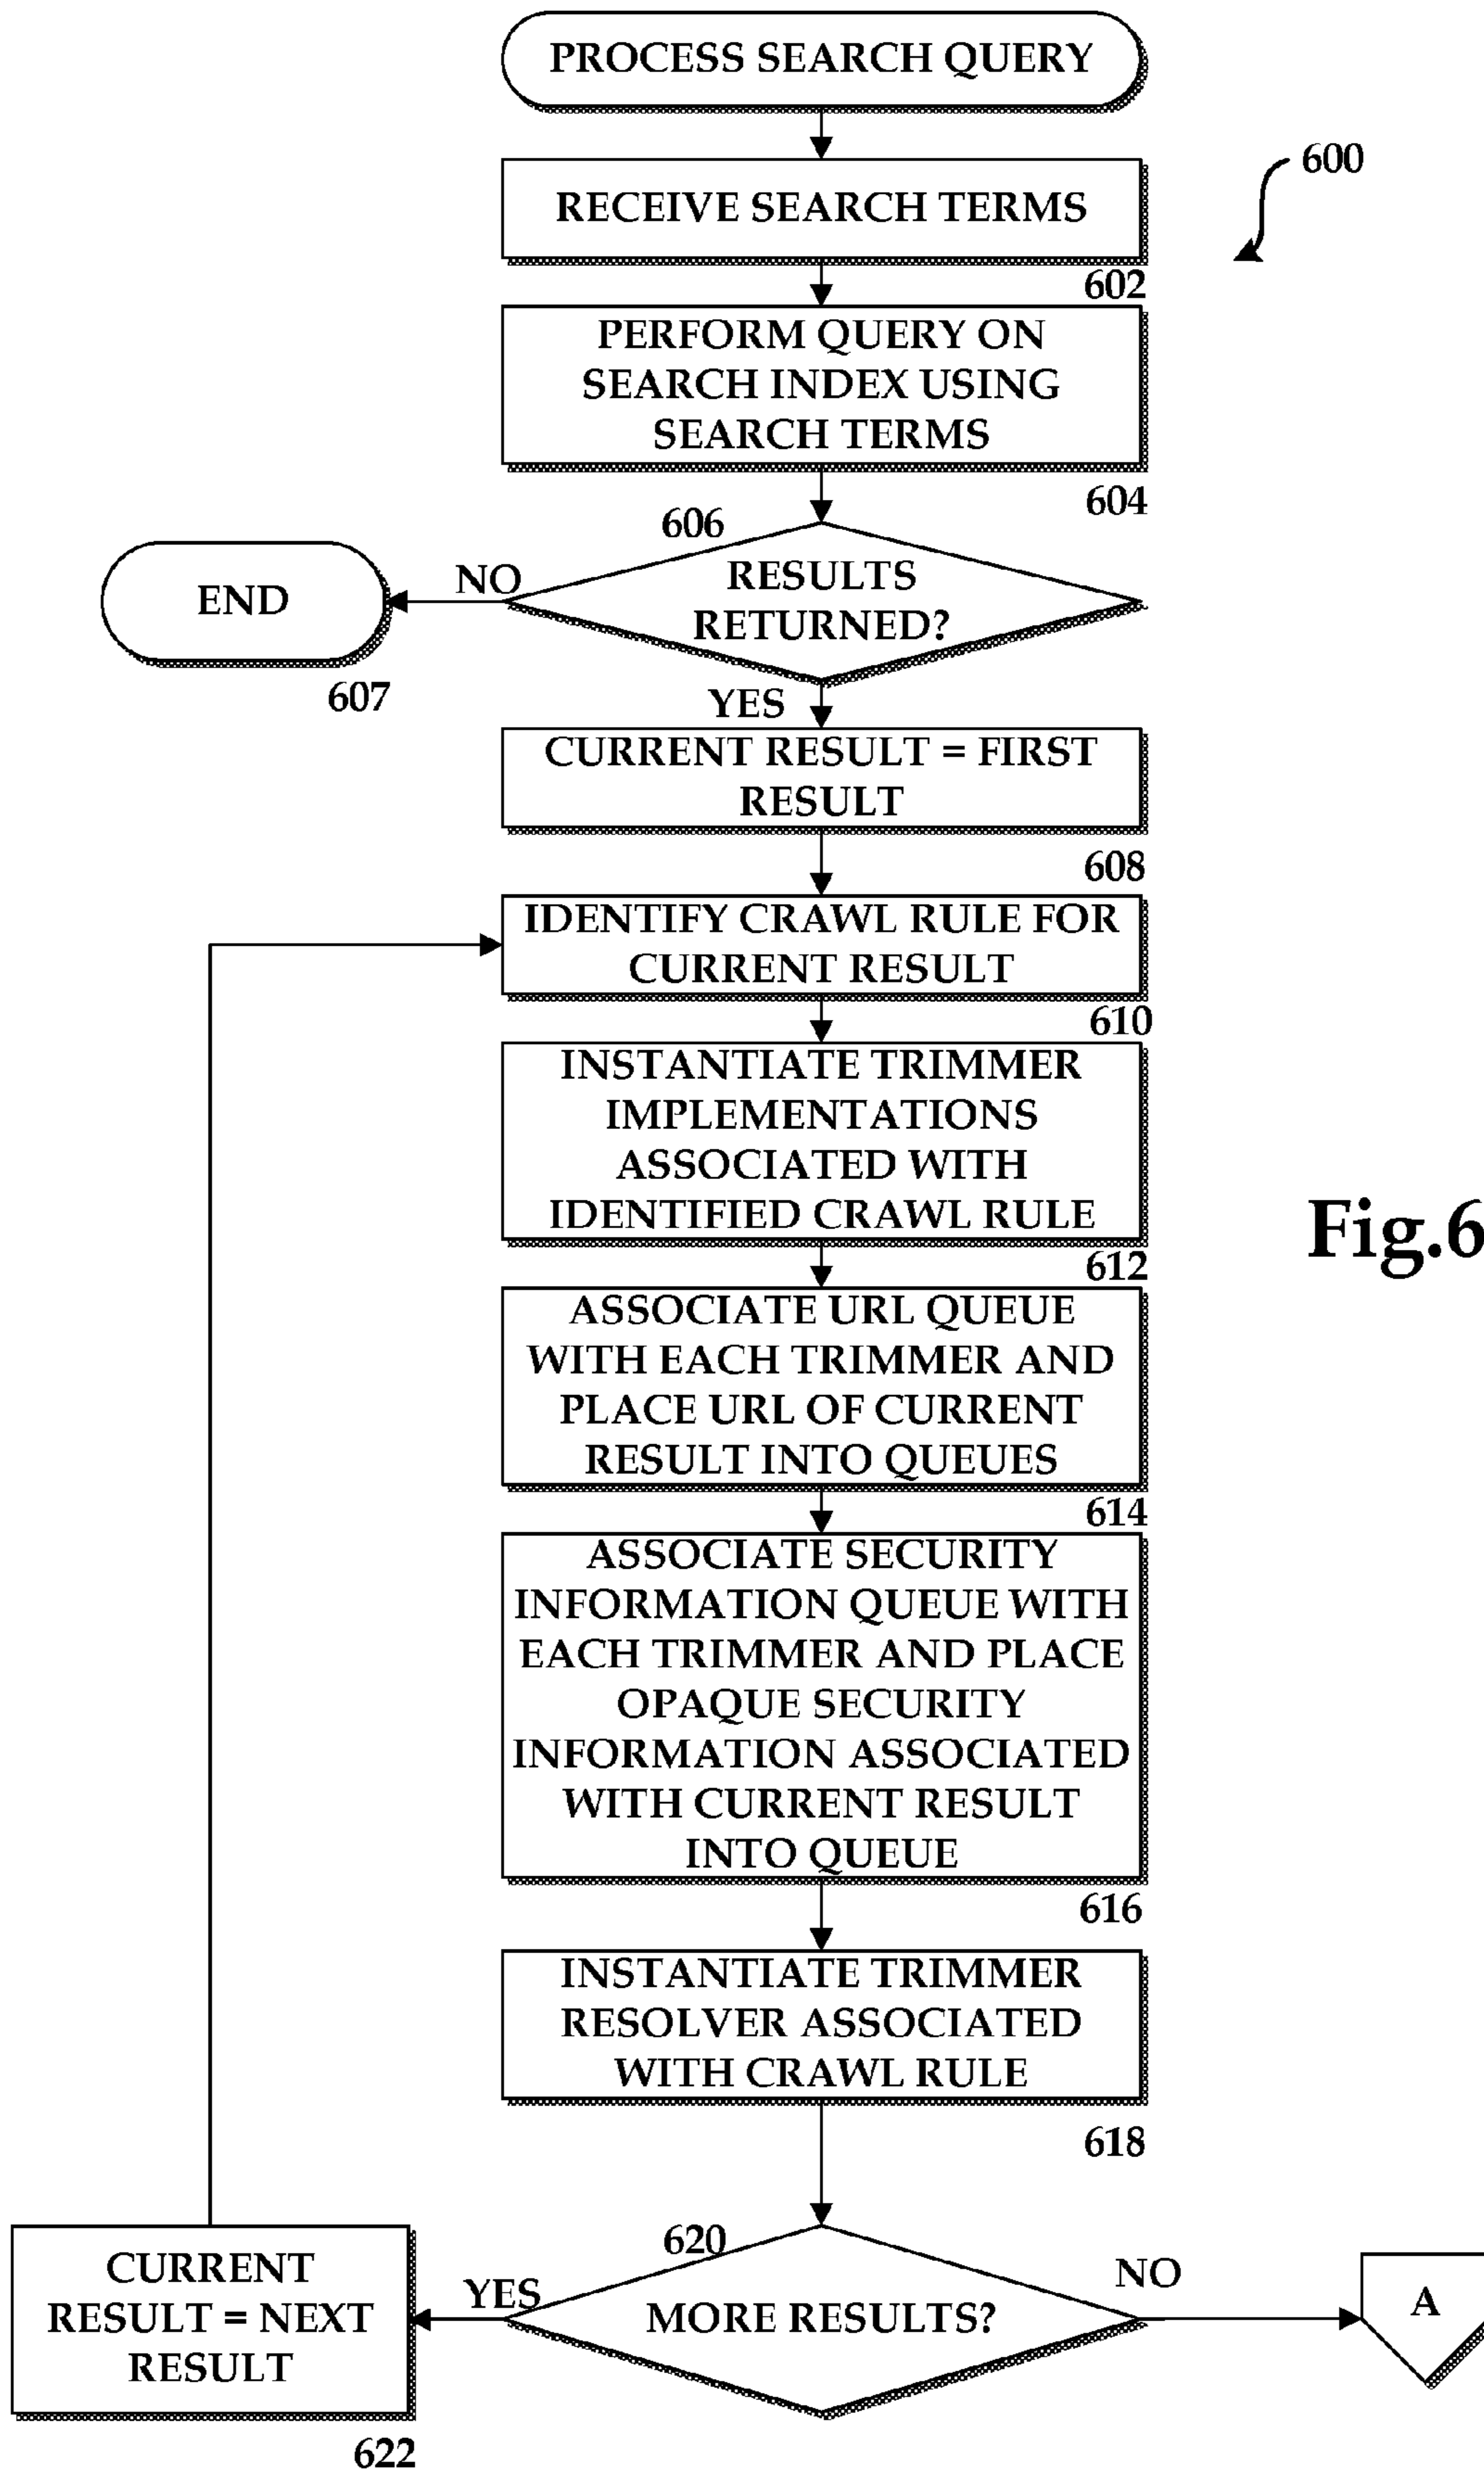 PROCESS SEARCH QUERY
600
RECEIVE SEARCH TERMS
602
PERFORM QUERY ON
SEARCH INDEX USING
SEARCH TERMS
604
606
RESULTS
RETURNED?
NO
END
607
YES
CURRENT RESULT = FIRST
RESULT
608
IDENTIFY CRAWL RULE FOR
CURRENT RESULT
610
INSTANTIATE TRIMMER
IMPLEMENTATIONS
ASSOCIATED WITH
IDENTIFIED CRAWL RULE
612
Fig.6
ASSOCIATE URL QUEUE
WITH EACH TRIMMER AND
PLACE URL OF CURRENT
RESULT INTO QUEUES
614
ASSOCIATE SECURITY
INFORMATION QUEUE WITH
EACH TRIMMER AND PLACE
OPAQUE SECURITY
INFORMATION ASSOCIATED
WITH CURRENT RESULT
INTO QUEUE
616
INSTANTIATE TRIMMER
RESOLVER ASSOCIATED
WITH CRAWL RULE
618
620
MORE RESULTS?
YES
NO
A
CURRENT
RESULT = NEXT
RESULT
622